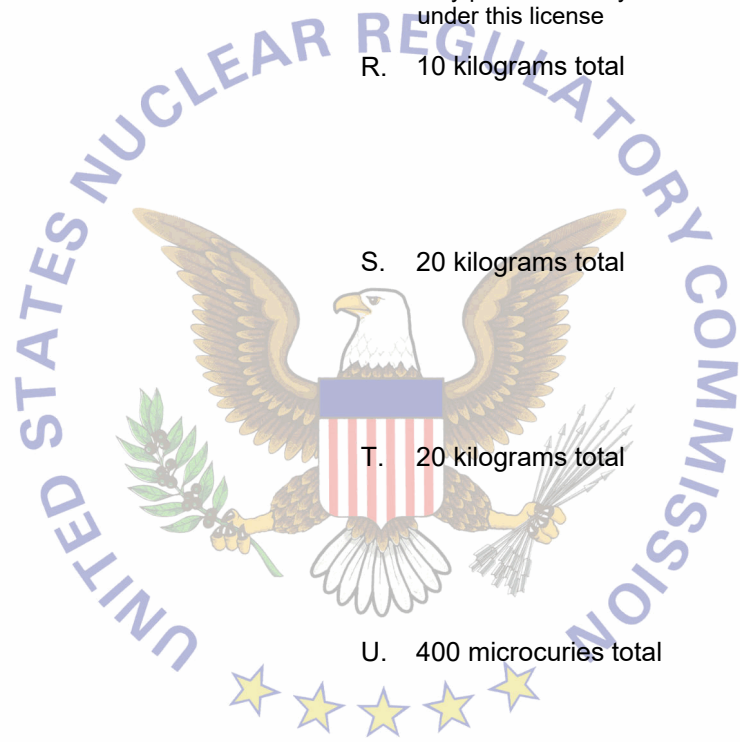 under this license
R. 10 kilograms total
S. 20 kilograms total
T. 20 kilograms total
U. 400 microcuries total
UNITED STATES NUCLEAR REGULATORY COMMISSION